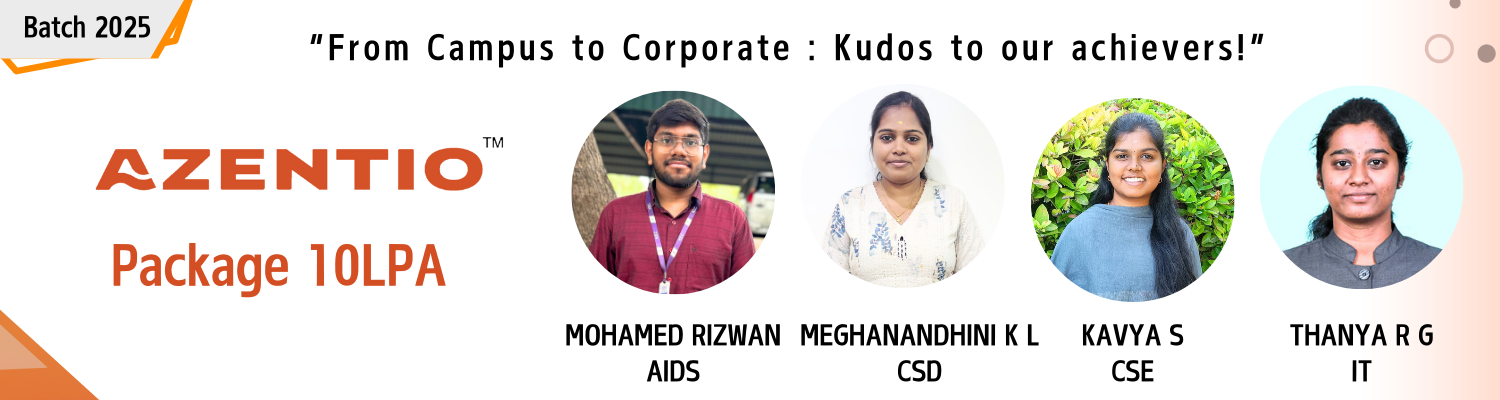 Batch 2025
"From Campus to Corporate : Kudos to our achievers!"
AZENTIO™
Package 10LPA
MOHAMED RIZWAN
AIDS
MEGHANANDHINI K L
CSD
KAVYA S
CSE
THANYA R G
IT